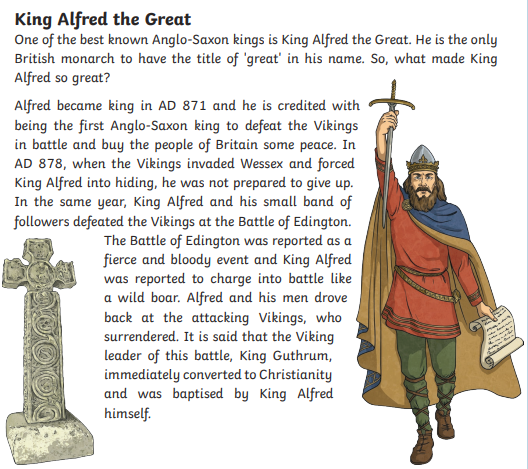 King Alfred the Great
One of the best known Anglo-Saxon kings is King Alfred the Great. He is the only
British monarch to have the title of 'great' in his name. So, what made King
Alfred so great?
Alfred became king in AD 871 and he is credited with
being the first Anglo-Saxon king to defeat the Vikings
in battle and buy the people of Britain some peace. In
AD 878, when the Vikings invaded Wessex and forced
King Alfred into hiding, he was not prepared to give up.
In the same year, King Alfred and his small band of
followers defeated the Vikings at the Battle of Edington.
The Battle of Edington was reported as a
fierce and bloody event and King Alfred
was reported to charge into battle like
a wild boar. Alfred and his men drove
back at the attacking Vikings, who
surrendered. It is said that the Viking
leader of this battle, King Guthrum,
immediately converted to Christianity
and was baptised by King Alfred
himself.